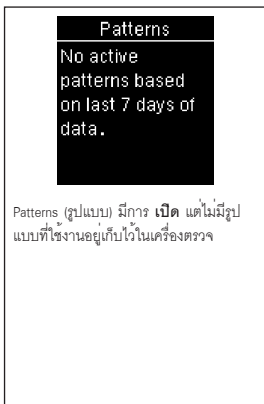 Patterns
No active
patterns based
on last 7 days of
data.
Patterns (รูปแบบ) มีการ เปิด แต่ไม่มีรูป
แบบที่ใช้งานอยู่เก็บไว้ในเครื่องตรวจ